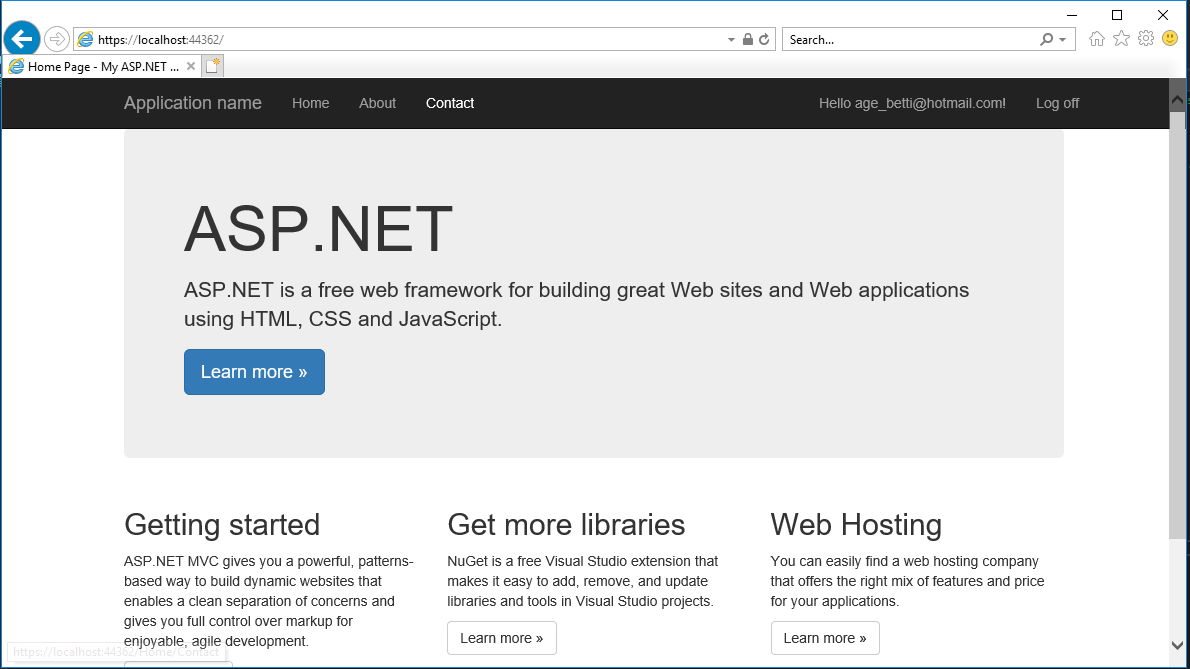 https://localhost:44362/
Search...
Home Page - My ASP.NET ...
Application name Home About Contact Hello age_betti@hotmail.com! Log off
ASP.NET
ASP.NET is a free web framework for building great Web sites and Web applications
using HTML, CSS and JavaScript.
Learn more »
Getting started
ASP.NET MVC gives you a powerful, patterns-
based way to build dynamic websites that
enables a clean separation of concerns and
gives you full control over markup for
enjoyable, agile development.
Get more libraries
NuGet is a free Visual Studio extension that
makes it easy to add, remove, and update
libraries and tools in Visual Studio projects.
Learn more »
Web Hosting
You can easily find a web hosting company
that offers the right mix of features and price
for your applications.
Learn more »
https://localhost:44362/Home/Contact